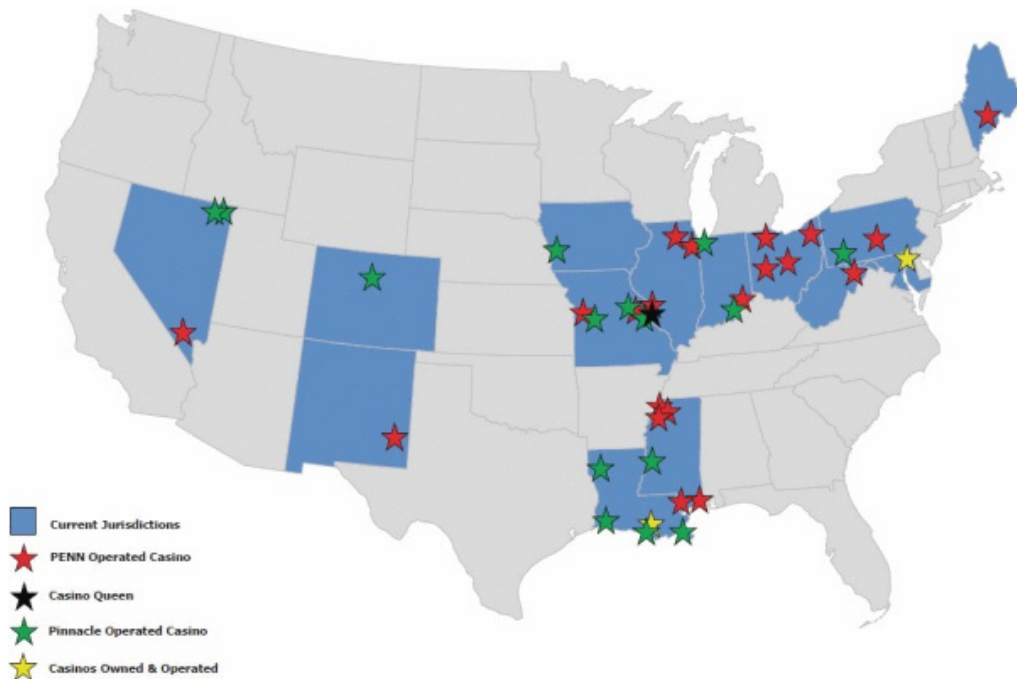 Current Jurisdictions
PENN Operated Casino
Casino Queen
Pinnacle Operated Casino
Casinos Owned & Operated